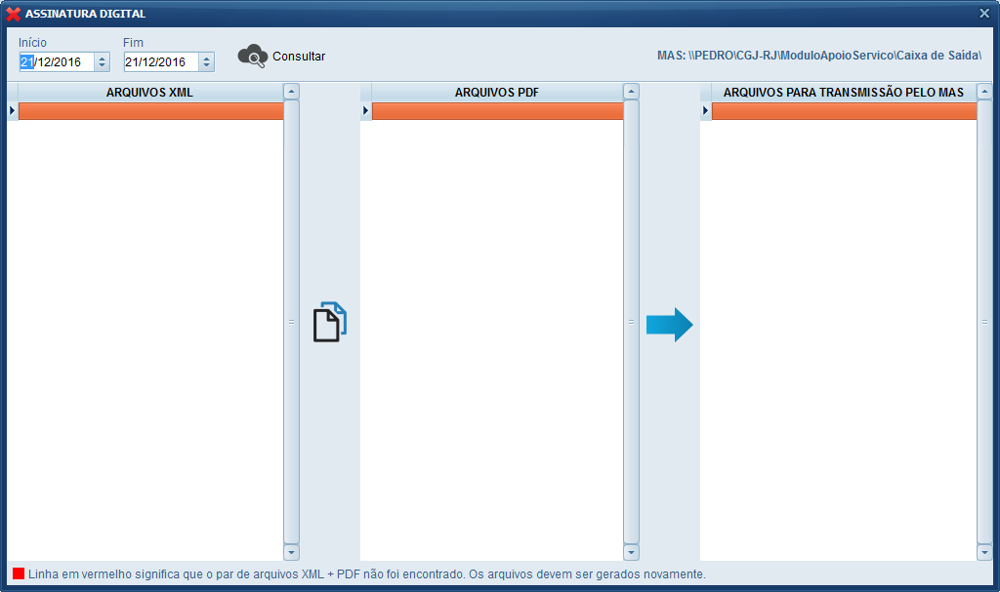 ASSINATURA DIGITAL
Início Fim
21/12/2016 21/12/2016 Consultar
MAS: \\PEDRO\CGJ-RJ\ModuloApoioServico\Caixa de Saída\
ARQUIVOS XML ARQUIVOS PDF ARQUIVOS PARA TRANSMISSÃO PELO MAS
Linha em vermelho significa que o par de arquivos XML + PDF não foi encontrado. Os arquivos devem ser gerados novamente.